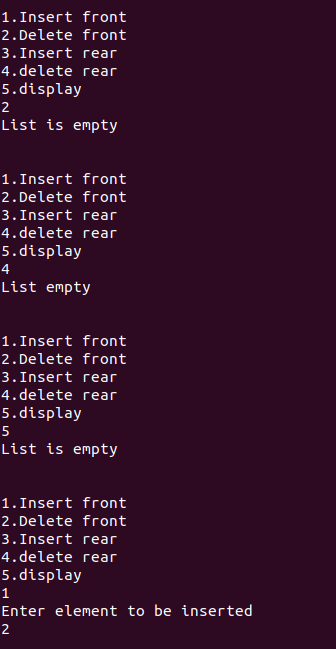 1.Insert front
2.Delete front
3.Insert rear
4.delete rear
5.display
2
List is empty
1.Insert front
2.Delete front
3.Insert rear
4.delete rear
5.display
4
List empty
1.Insert front
2.Delete front
3.Insert rear
4.delete rear
5.display
5
List is empty
1.Insert front
2.Delete front
3.Insert rear
4.delete rear
5.display
1
Enter element to be inserted
2